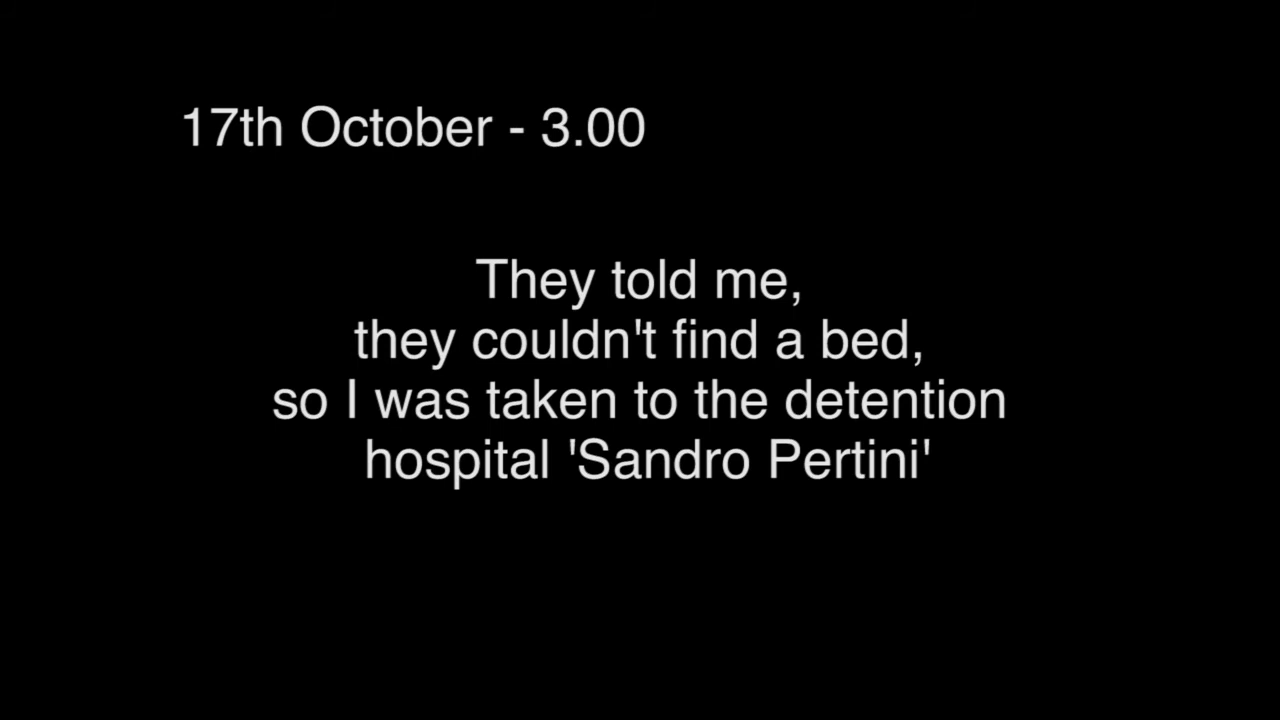 17th October - 3.00
They told me,
they couldn't find a bed,
so I was taken to the detention
hospital 'Sandro Pertini'